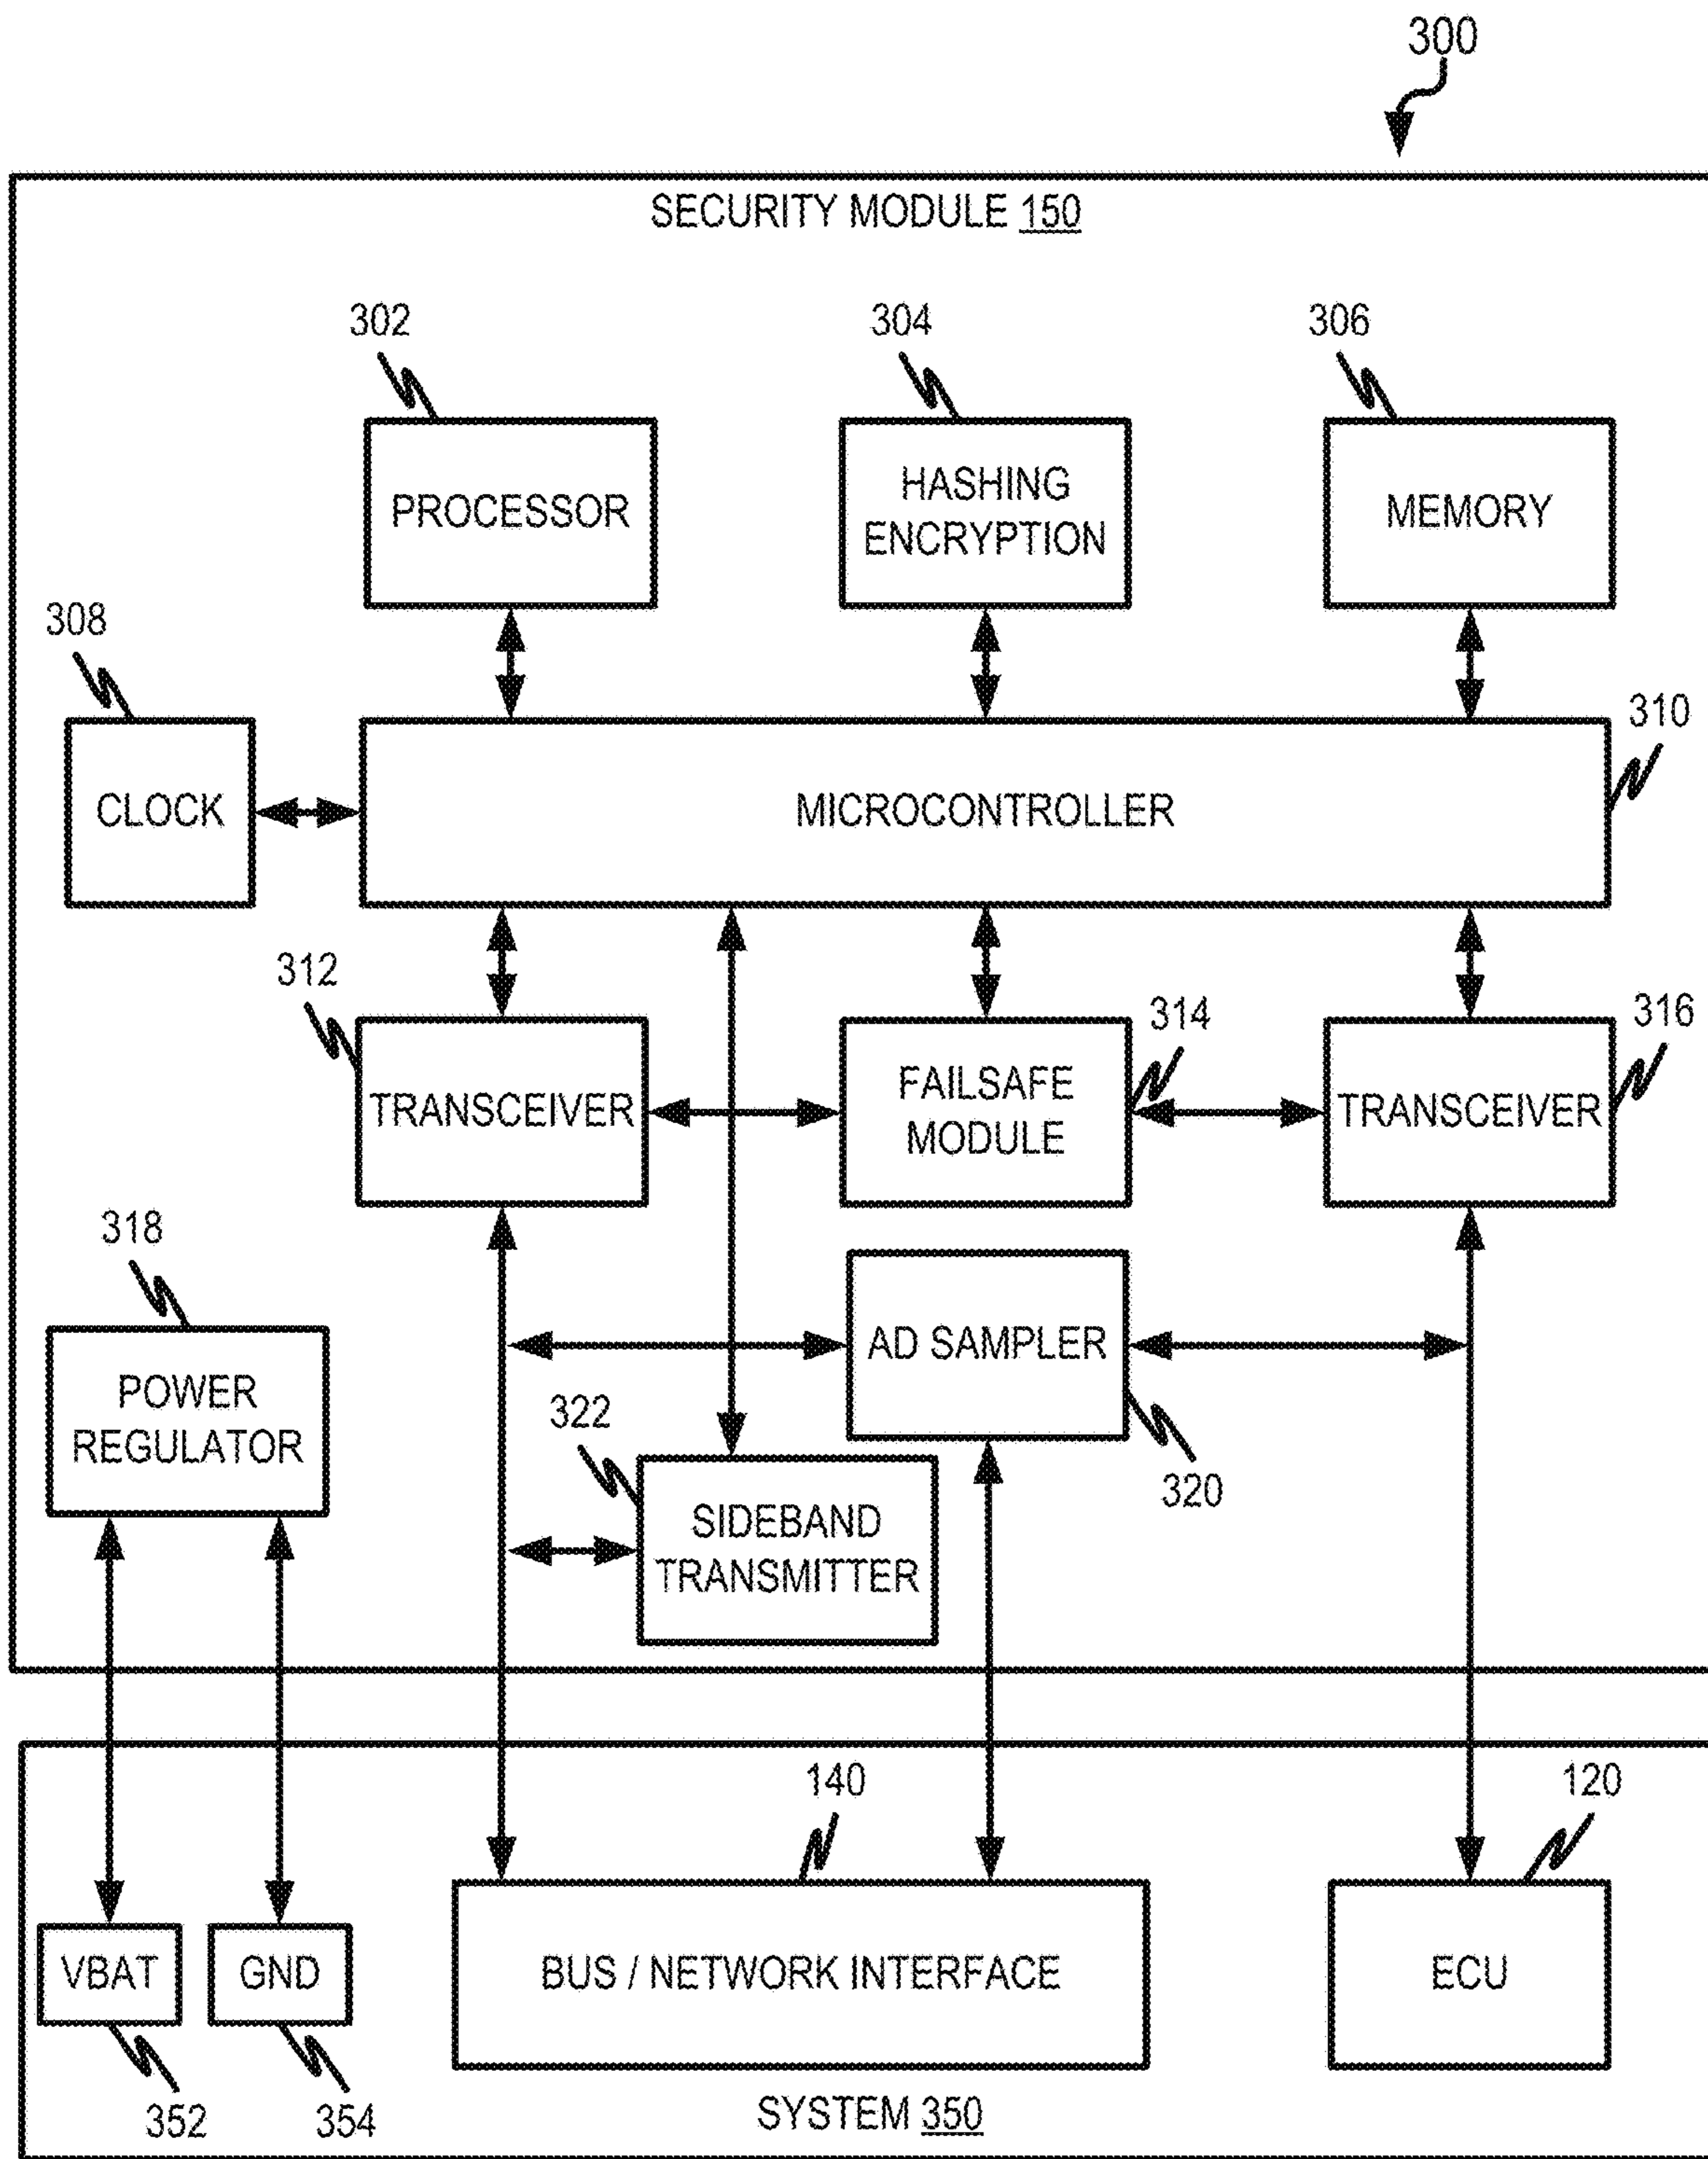 300
SECURITY MODULE 150
302
304
306
PROCESSOR
HASHING
ENCRYPTION
MEMORY
308
310
CLOCK
MICROCONTROLLER
312
314
316
TRANSCEIVER
FAILSAFE
MODULE
TRANSCEIVER
318
AD SAMPLER
POWER
REGULATOR
322
320
SIDEBAND
TRANSMITTER
140
120
VBAT
GND
BUS / NETWORK INTERFACE
ECU
352
354
SYSTEM 350